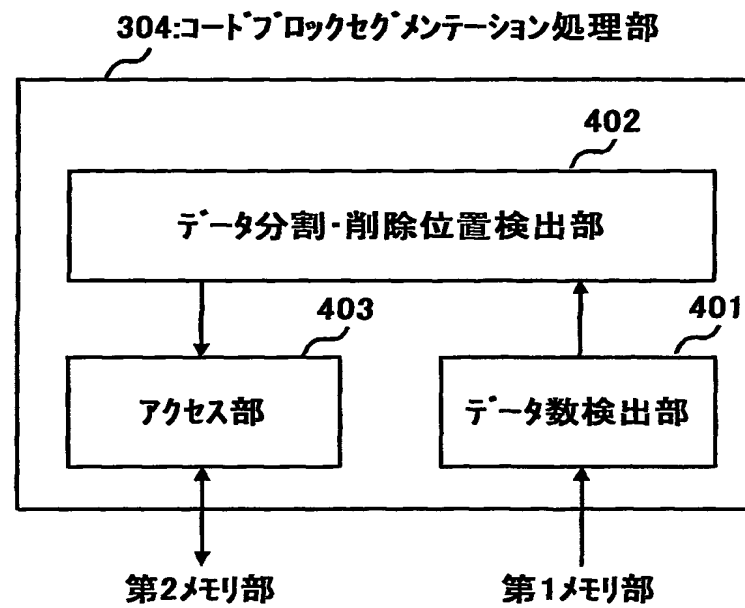 304:コードブロックセグメンテーション処理部
402
データ分割・削除位置検出部
403
401
アクセス部
データ数検出部
第2メモリ部
第1メモリ部